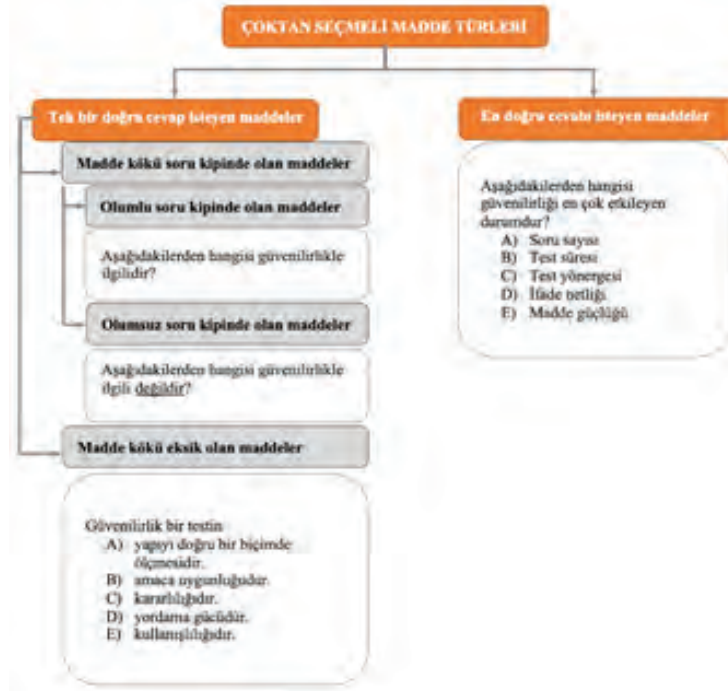 ÇOKTAN SEÇMELİ MADDE TÜRLERİ
Tek bir doğru cevap isteyen maddeler
Madde kökü soru kipinde olan maddeler
Olumlu soru kipinde olan maddeler
Aşağıdakilerden hangisi güvenilirlikle
ilgilidir?
Olumsuz soru kipinde olan maddeler
Aşağıdakilerden hangisi güvenilirlikle
ilgili değildir?
Madde kökü eksik olan maddeler
Güvenilirlik bir testin
A) yapıyı doğru bir biçimde
ölçmesidir.
B) amaca uygunluğudur.
C) kararlılığıdır.
D) yordama gücüdür.
E) kullanışlılığıdır.
En doğru cevabı isteyen maddeler
Aşağıdakilerden hangisi
güvenilirliği en çok etkileyen
durumdur?
A) Soru sayısı
B) Test süresi
C) Test yönergesi
D) İfade netliği
E) Madde güçlüğü